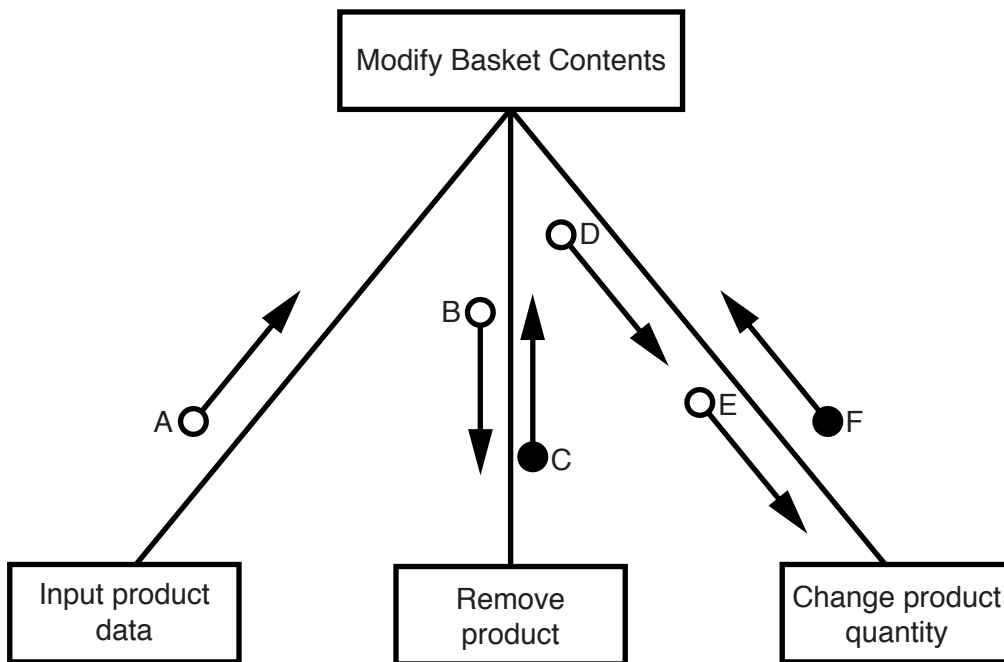 Modify Basket Contents
D
B
E
A
F
C
Input product
data
Remove
product
Change product
quantity